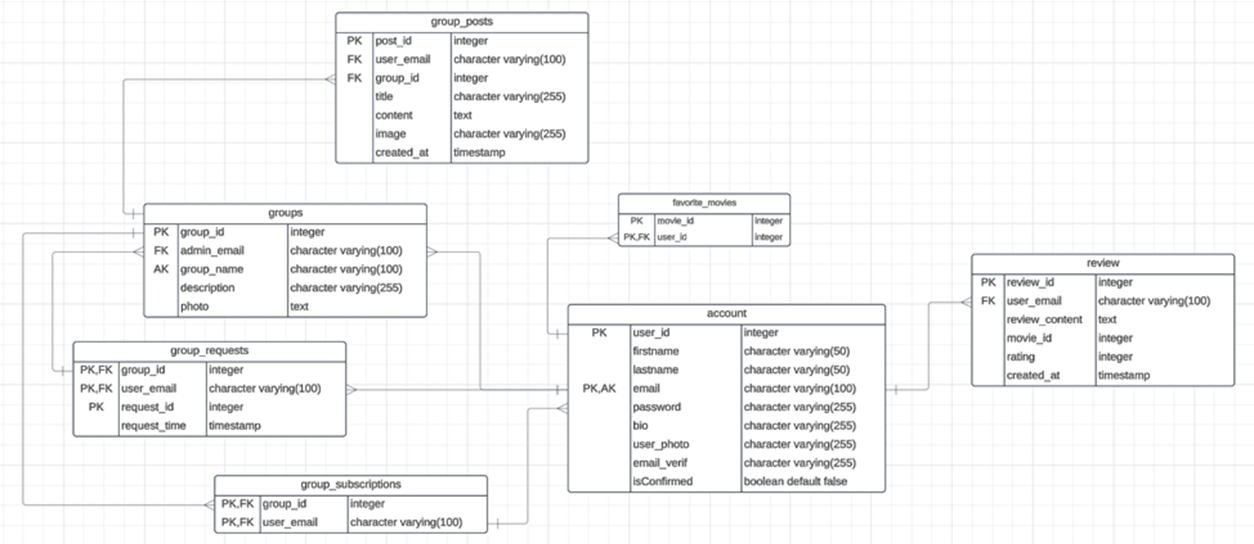 group_posts
PK post_id integer
FK user_email character varying(100)
FK group_id integer
title character varying(255)
content text
image character varying(255)
created_at timestamp
groups
PK group_id integer
FK admin_email character varying(100)
AK group_name character varying(100)
description character varying(255)
photo text
favorite_movies
PK movie_id integer
PK,FK user_id integer
review
PK review_id integer
FK user_email character varying(100)
review_content text
movie_id integer
rating integer
created_at timestamp
account
PK user_id integer
firstname character varying(50)
lastname character varying(50)
PK,AK email character varying(100)
password character varying(255)
bio character varying(255)
user_photo character varying(255)
email_verif character varying(255)
isConfirmed boolean default false
group_requests
PK,FK group_id integer
PK,FK user_email character varying(100)
PK request_id integer
request_time timestamp
group_subscriptions
PK,FK group_id integer
PK,FK user_email character varying(100)